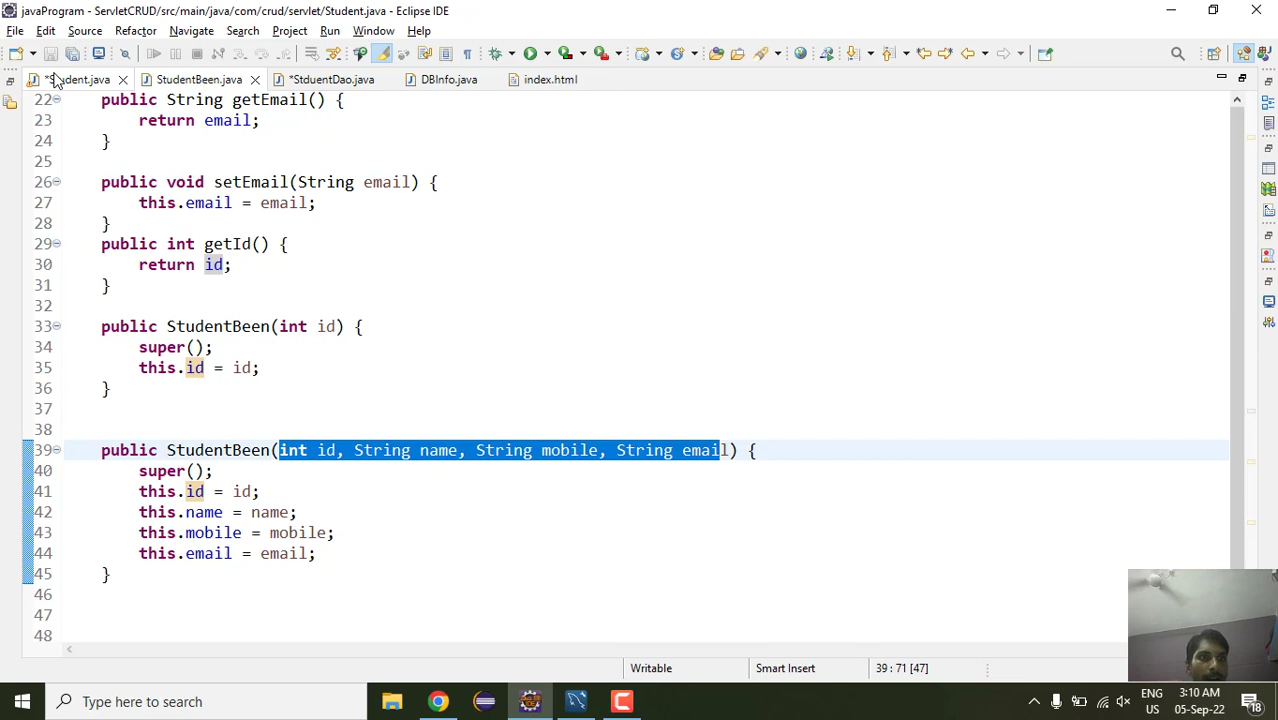 javaProgram - ServletCRUD/src/main/java/com/crud/servlet/Student.java - Eclipse IDE
File Edit Source Refactor Navigate Search Project Run Window Help
*Student.java StudentBeen.java *StduentDao.java DBInfo.java index.html
22 public String getEmail() {
23 return email;
24 }
25
26 public void setEmail(String email) {
27 this.email = email;
28 }
29 public int getId() {
30 return id;
31 }
32
33 public StudentBeen(int id) {
34 super();
35 this.id = id;
36 }
37
38
39 public StudentBeen(int id, String name, String mobile, String email) {
40 super();
41 this.id = id;
42 this.name = name;
43 this.mobile = mobile;
44 this.email = email;
45 }
46
47
48
Writable Smart Insert 39 : 71 [47]
Type here to search ENG US 3:10 AM 05-Sep-22 18